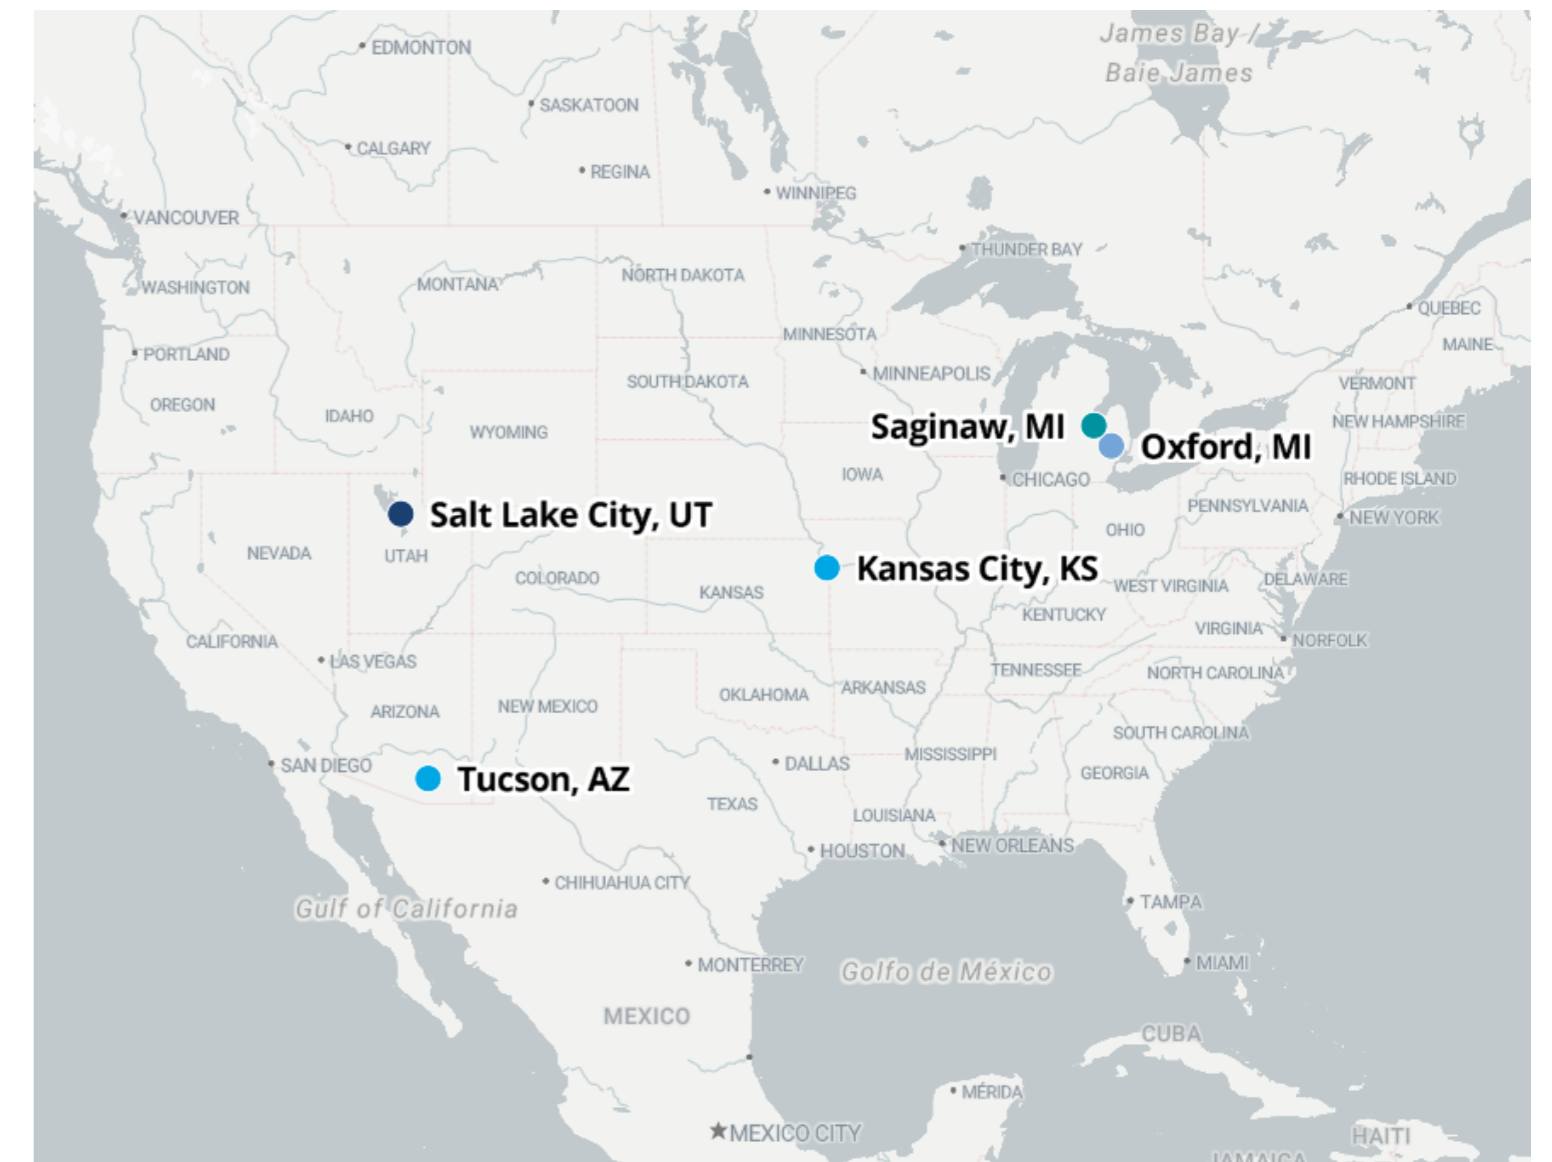 James Bay /
Baie James
EDMONTON
SASKATOON
CALGARY
REGINA
WINNIPEG
VANCOUVER
THUNDER BAY
WASHINGTON
MONTANA
NORTH DAKOTA
QUEBEC
MINNESOTA
MAINE
PORTLAND
MINNEAPOLIS
SOUTH DAKOTA
VERMONT
OREGON
IDAHO
WYOMING
Saginaw, MI
NEW HAMPSHIRE
Oxford, MI
IOWA
CHICAGO
RHODE ISLAND
PENNSYLVANIA
NEW YORK
Salt Lake City, UT
OHIO
NEVADA
UTAH
COLORADO
Kansas City, KS
DELAWARE
WEST VIRGINIA
KANSAS
KENTUCKY
VIRGINIA
NORFOLK
CALIFORNIA
LAS VEGAS
TENNESSEE
NORTH CAROLINA
ARKANSAS
OKLAHOMA
ARIZONA
NEW MEXICO
SOUTH CAROLINA
MISSISSIPPI
SAN DIEGO
DALLAS
GEORGIA
Tucson, AZ
TEXAS
LOUISIANA
HOUSTON
NEW ORLEANS
CHIHUAHUA CITY
Gulf of California
TAMPA
MONTERREY
Golfo de México
MIAMI
MEXICO
CUBA
MÉRIDA
MEXICO CITY
HAITI
JAMAICA